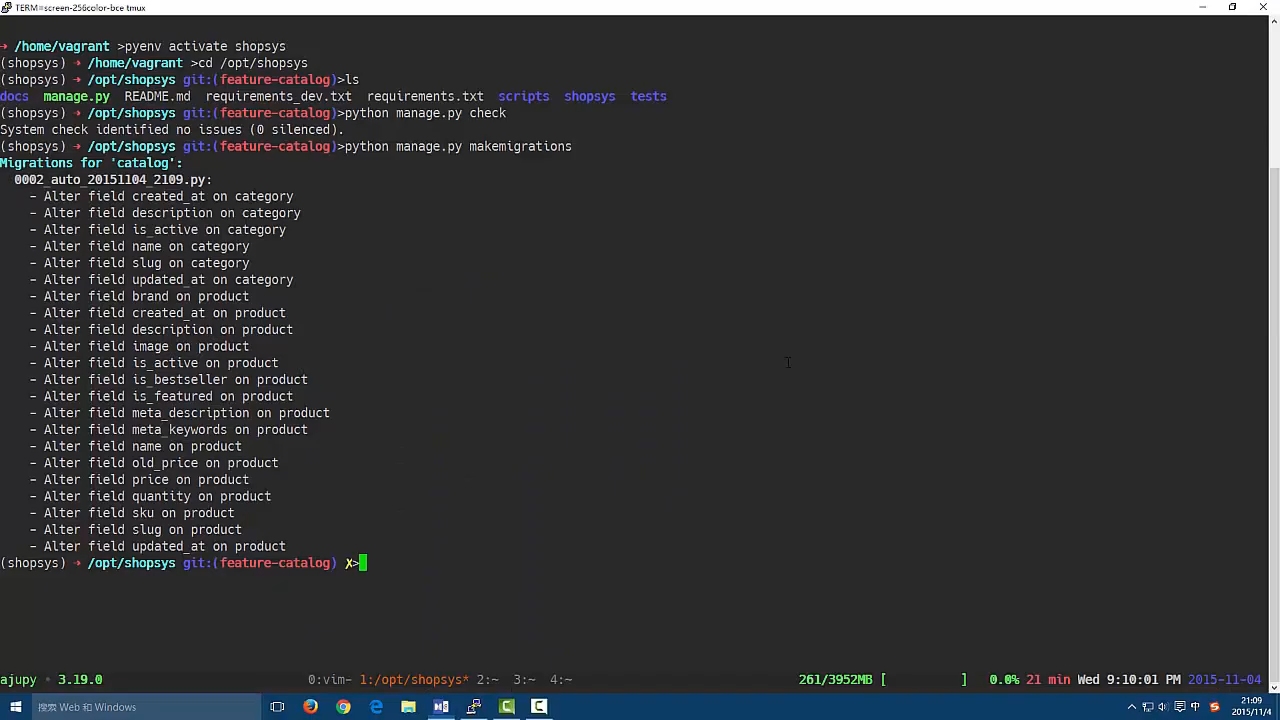 TERM=screen-256color-bce tmux
➜ /home/vagrant >pyenv activate shopsys
(shopsys) ➜ /home/vagrant >cd /opt/shopsys
(shopsys) ➜ /opt/shopsys git:(feature-catalog)>ls
docs manage.py README.md requirements_dev.txt requirements.txt scripts shopsys tests
(shopsys) ➜ /opt/shopsys git:(feature-catalog)>python manage.py check
System check identified no issues (0 silenced).
(shopsys) ➜ /opt/shopsys git:(feature-catalog)>python manage.py makemigrations
Migrations for 'catalog':
0002_auto_20151104_2109.py:
- Alter field created_at on category
- Alter field description on category
- Alter field is_active on category
- Alter field name on category
- Alter field slug on category
- Alter field updated_at on category
- Alter field brand on product
- Alter field created_at on product
- Alter field description on product
- Alter field image on product
- Alter field is_active on product
- Alter field is_bestseller on product
- Alter field is_featured on product
- Alter field meta_description on product
- Alter field meta_keywords on product
- Alter field name on product
- Alter field old_price on product
- Alter field price on product
- Alter field quantity on product
- Alter field sku on product
- Alter field slug on product
- Alter field updated_at on product
(shopsys) ➜ /opt/shopsys git:(feature-catalog) ✗>
ajupy • 3.19.0 0:vim- 1:/opt/shopsys* 2:~ 3:~ 4:~ 261/3952MB [ ] 0.0% 21 min Wed 9:10:01 PM 2015-11-04
搜索 Web 和 Windows
中
21:09
2015/11/4